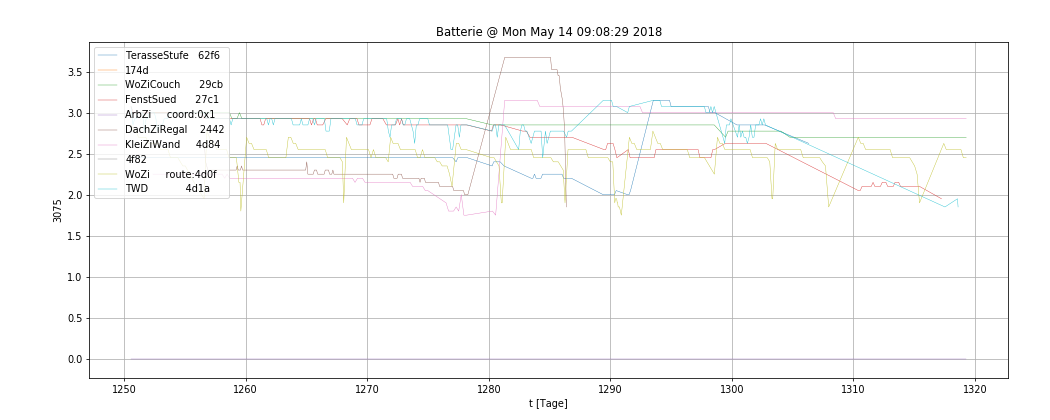 Batterie @ Mon May 14 09:08:29 2018
TerasseStufe 62f6
174d
WoZiCouch 29cb
FenstSued 27c1
ArbZi coord:0x1
DachZiRegal 2442
KleiZiWand 4d84
4f82
WoZi route:4d0f
TWD 4d1a
3.5
3.0
2.5
2.0
1.5
1.0
0.5
0.0
3075
1250
1260
1270
1280
1290
1300
1310
1320
t [Tage]